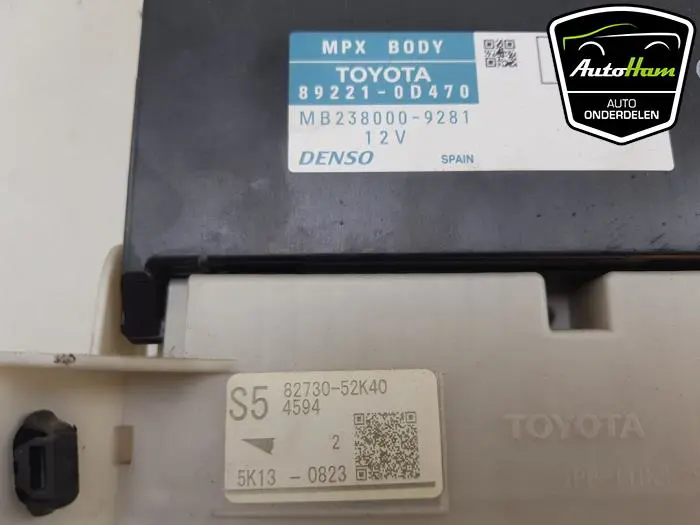 MPX BODY
TOYOTA
89221-0D470
MB238000-9281
12V
DENSO
SPAIN
AutoHam
AUTO
ONDERDELEN
S5
82730-52K40
4594
2
5K13 - 0823
TOYOTA